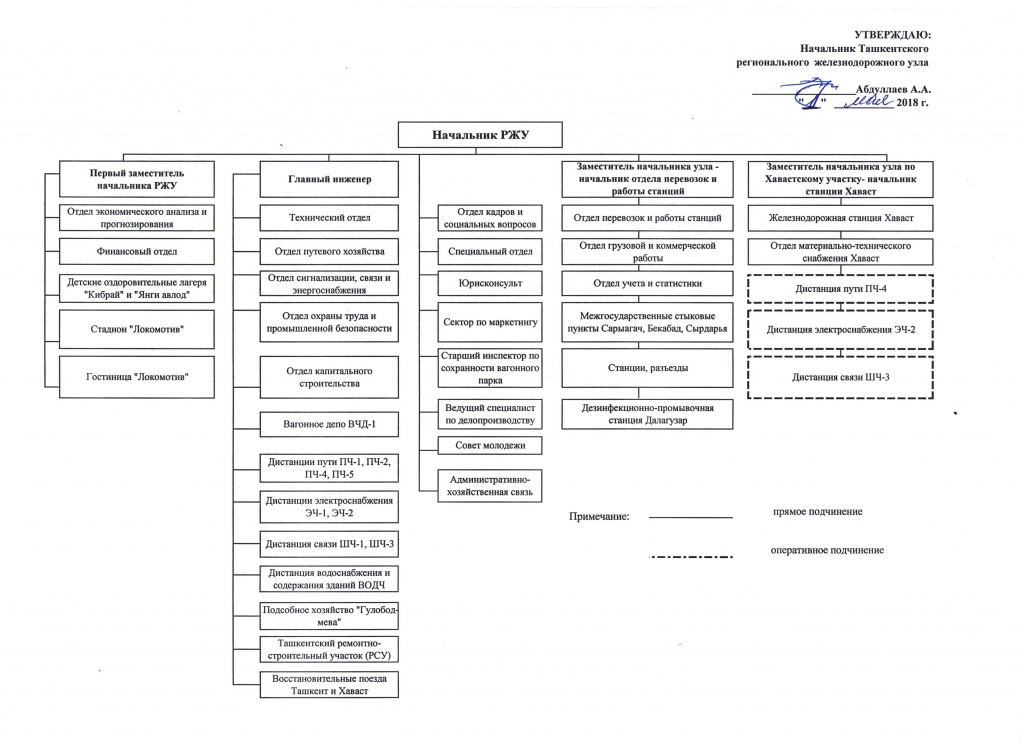 УТВЕРЖДАЮ:
Начальник Ташкентского
регионального железнодорожного узла
Абдуллаев А.А.
" " 2018 г.
Начальник РЖУ
Первый заместитель
начальника РЖУ
Отдел экономического анализа и
прогнозирования
Финансовый отдел
Детские оздоровительные лагеря
"Кибрай" и "Янги авлод"
Стадион "Локомотив"
Гостиница "Локомотив"
Главный инженер
Технический отдел
Отдел путевого хозяйства
Отдел сигнализации, связи и
энергоснабжения
Отдел охраны труда и
промышленной безопасности
Отдел капитального
строительства
Вагонное депо ВЧД-1
Дистанции пути ПЧ-1, ПЧ-2,
ПЧ-4, ПЧ-5
Дистанции электроснабжения
ЭЧ-1, ЭЧ-2
Дистанция связи ШЧ-1, ШЧ-3
Дистанция водоснабжения и
содержания зданий ВОДЧ
Подсобное хозяйство "Гулобод-
мева"
Ташкентский ремонтно-
строительный участок (РСУ)
Восстановительные поезда
Ташкент и Хаваст
Отдел кадров и
социальных вопросов
Специальный отдел
Юрисконсульт
Сектор по маркетингу
Старший инспектор по
сохранности вагонного
парка
Ведущий специалист
по делопроизводству
Совет молодежи
Административно-
хозяйственная связь
Заместитель начальника узла -
начальник отдела перевозок и
работы станций
Отдел перевозок и работы станций
Отдел грузовой и коммерческой
работы
Отдел учета и статистики
Межгосударственные стыковые
пункты Сарыагач, Бекабад, Сырдарья
Станции, разъезды
Дезинфекционно-промывочная
станция Далагузар
Заместитель начальника узла по
Хавастскому участку- начальник
станции Хаваст
Железнодорожная станция Хаваст
Отдел материально-технического
снабжения Хаваст
Дистанция пути ПЧ-4
Дистанция электроснабжения ЭЧ-2
Дистанция связи ШЧ-3
Примечание:
прямое подчинение
оперативное подчинение